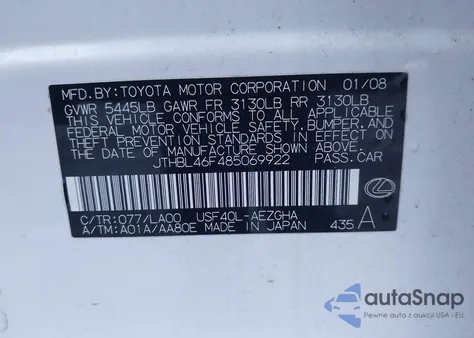 MFD.BY: TOYOTA MOTOR CORPORATION 01/08
GVWR 5445LB GAWR FR 3130LB RR 3130LB
THIS VEHICLE CONFORMS TO ALL APPLICABLE
FEDERAL MOTOR VEHICLE SAFETY, BUMPER, AND
THEFT PREVENTION STANDARDS IN EFFECT ON
THE DATE OF MANUFACTURE SHOWN ABOVE.
JTHBL46F485069922 PASS.CAR
C/TR:077/LA00 USF40L-AEZGHA
A/TM:A01A/AA80E MADE IN JAPAN 435 A
autoSnap
Pewne auta z aukcji USA i EU